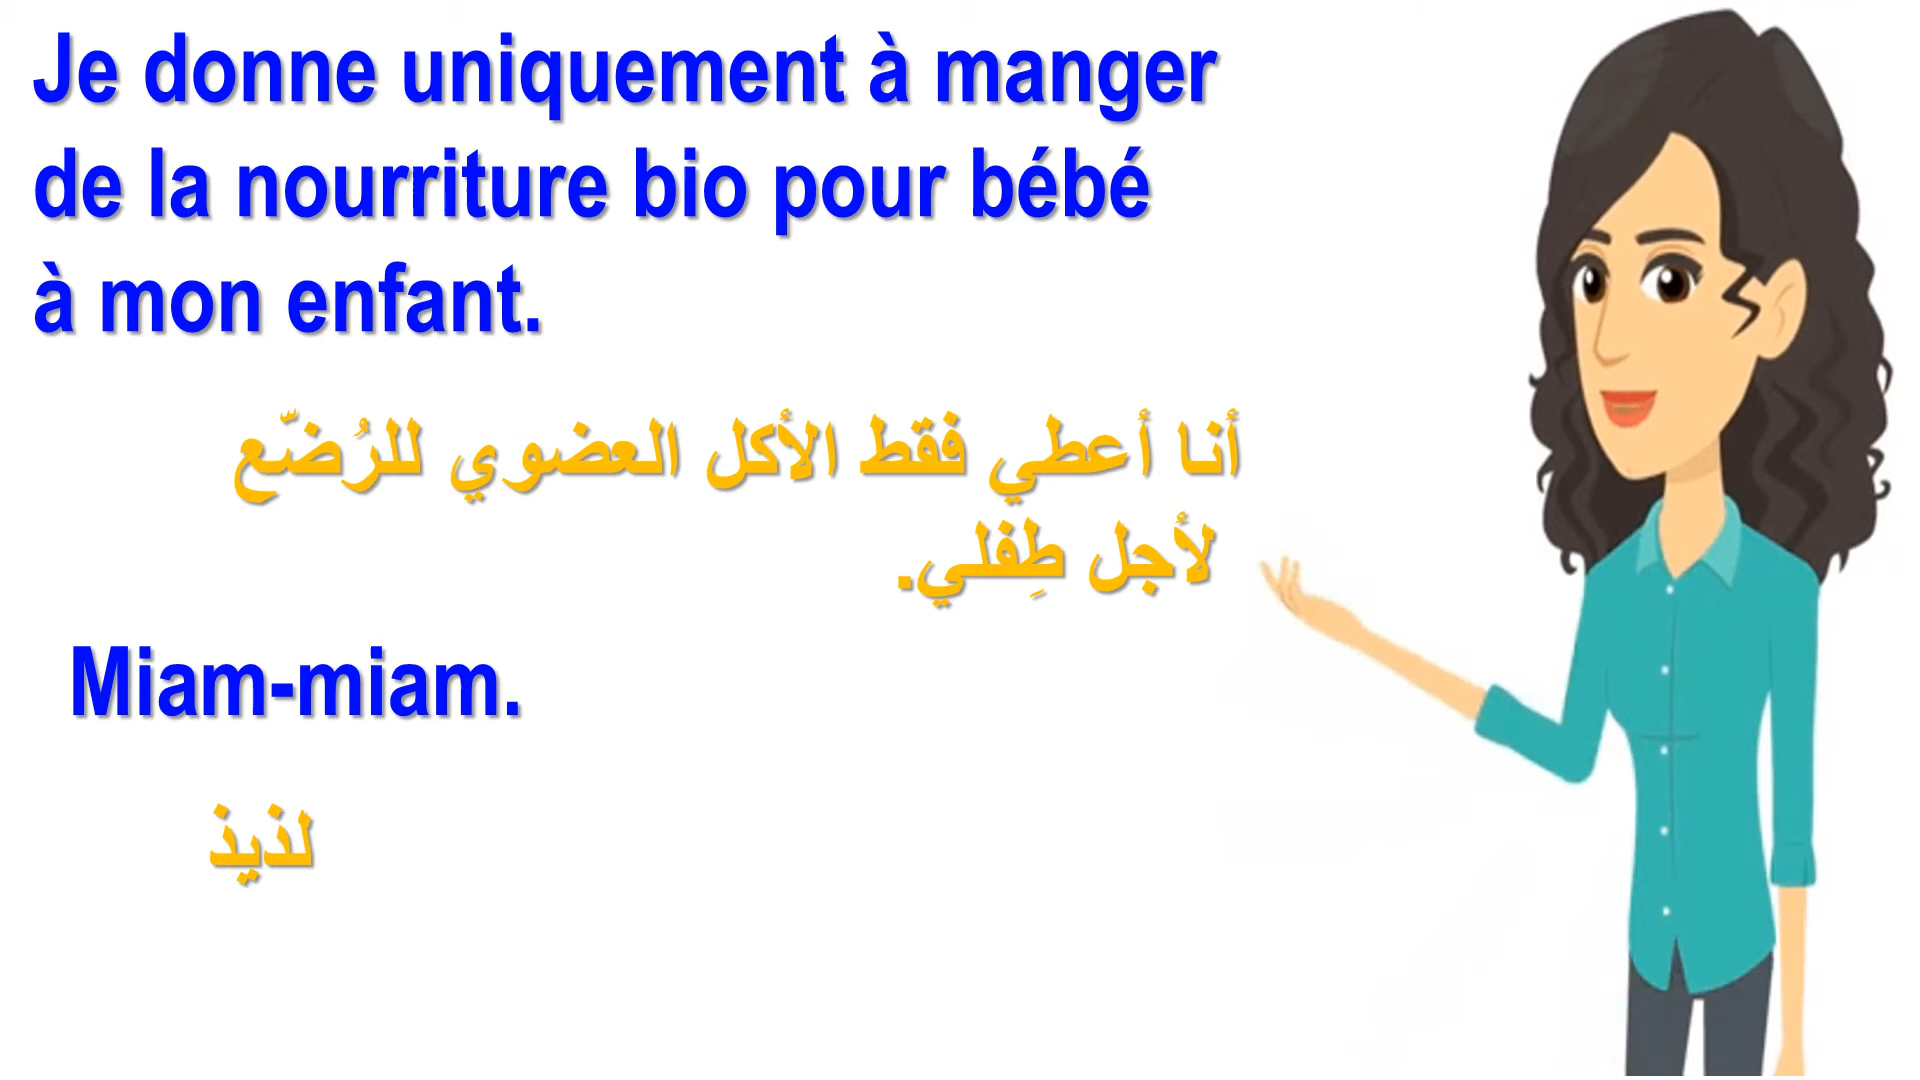 Je donne uniquement à manger
de la nourriture bio pour bébé
à mon enfant.
أنا أعطي فقط الأكل العضوي للرُضّع
لأجل طِفلي.
Miam-miam.
لذيذ